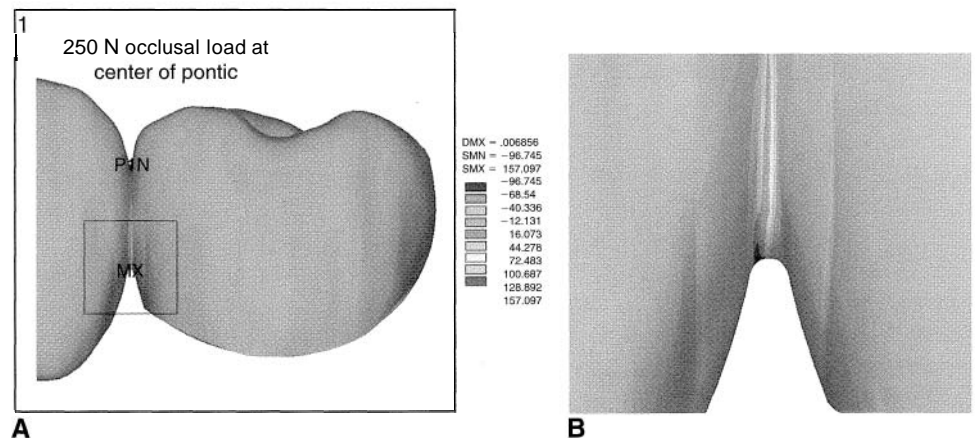 1
250 N occlusal load at
center of pontic
MX
DMX = .006856
SMN = −96.745
SMX = 157.097
−96.745
−68.54
−40.336
−12.131
16.073
44.278
72.483
100.687
128.892
157.097
A
B